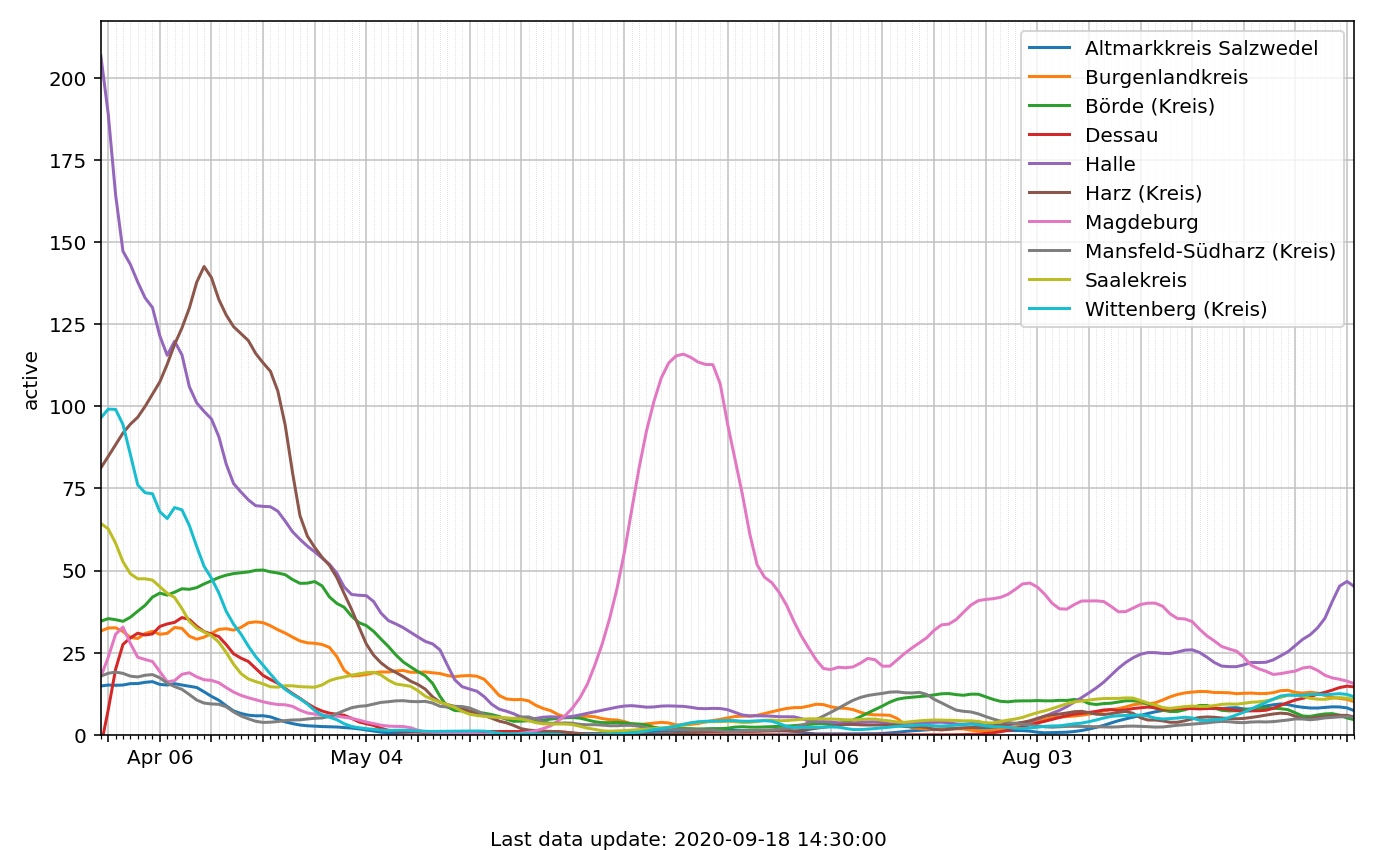 200
175
150
125
100
75
50
25
0
active
Altmarkkreis Salzwedel
Burgenlandkreis
Börde (Kreis)
Dessau
Halle
Harz (Kreis)
Magdeburg
Mansfeld-Südharz (Kreis)
Saalekreis
Wittenberg (Kreis)
Apr 06
May 04
Jun 01
Jul 06
Aug 03
Last data update: 2020-09-18 14:30:00